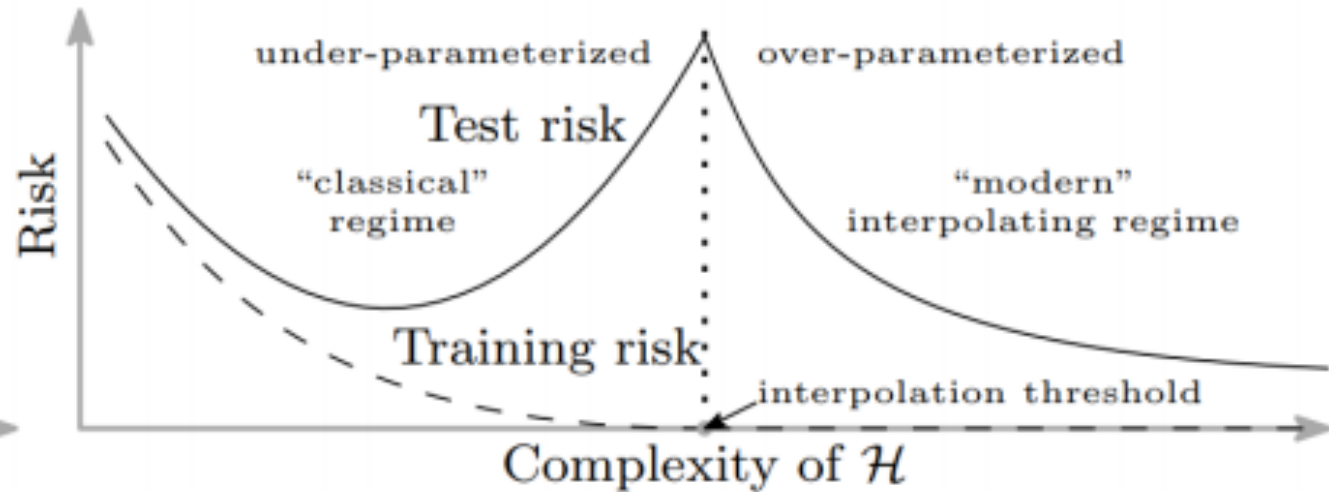 under-parameterized
over-parameterized
Test risk
“classical”
regime
“modern”
interpolating regime
Risk
Training risk
interpolation threshold
Complexity of ℋ